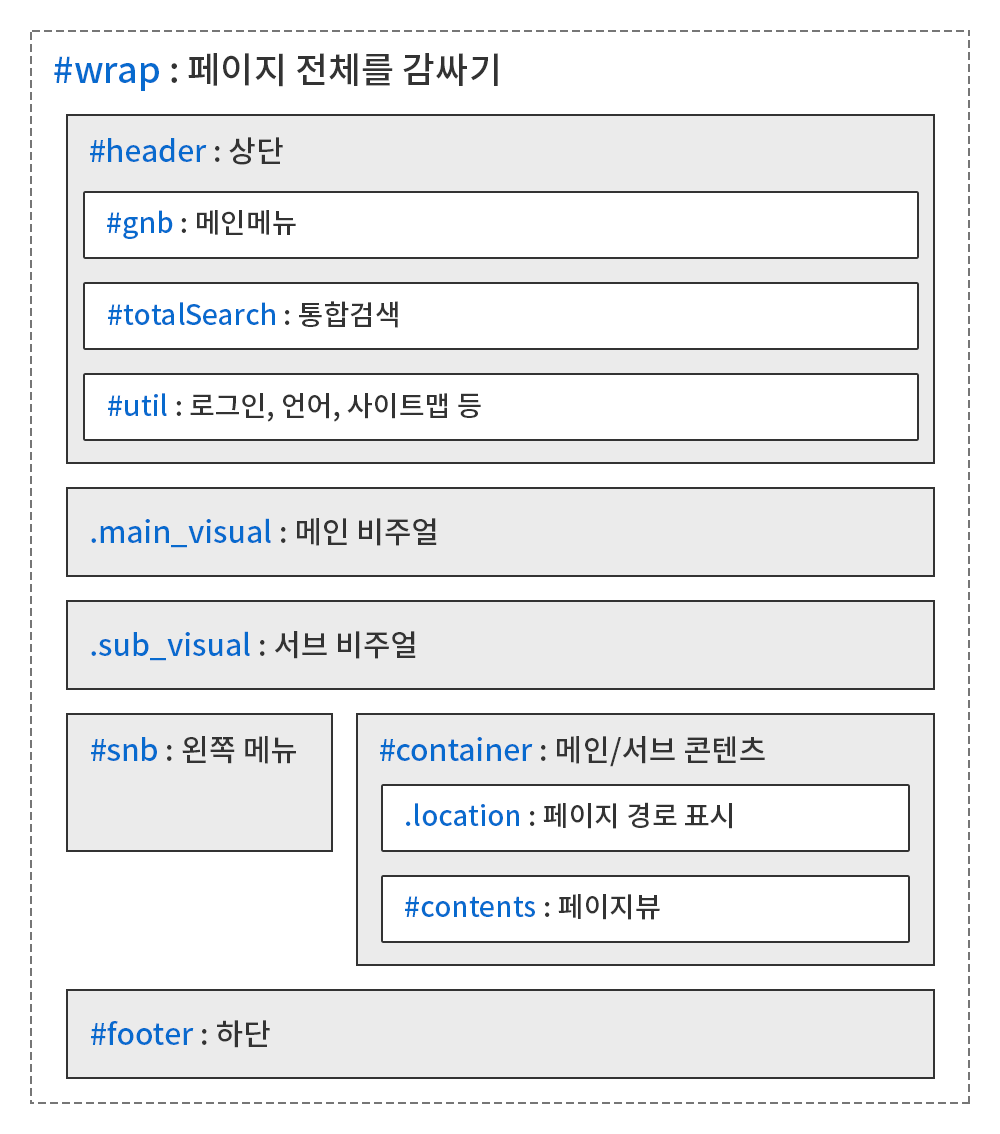 #wrap : 페이지 전체를 감싸기
#header : 상단
#gnb : 메인메뉴
#totalSearch : 통합검색
#util : 로그인, 언어, 사이트맵 등
.main_visual : 메인 비주얼
.sub_visual : 서브 비주얼
#snb : 왼쪽 메뉴
#container : 메인/서브 콘텐츠
.location : 페이지 경로 표시
#contents : 페이지뷰
#footer : 하단